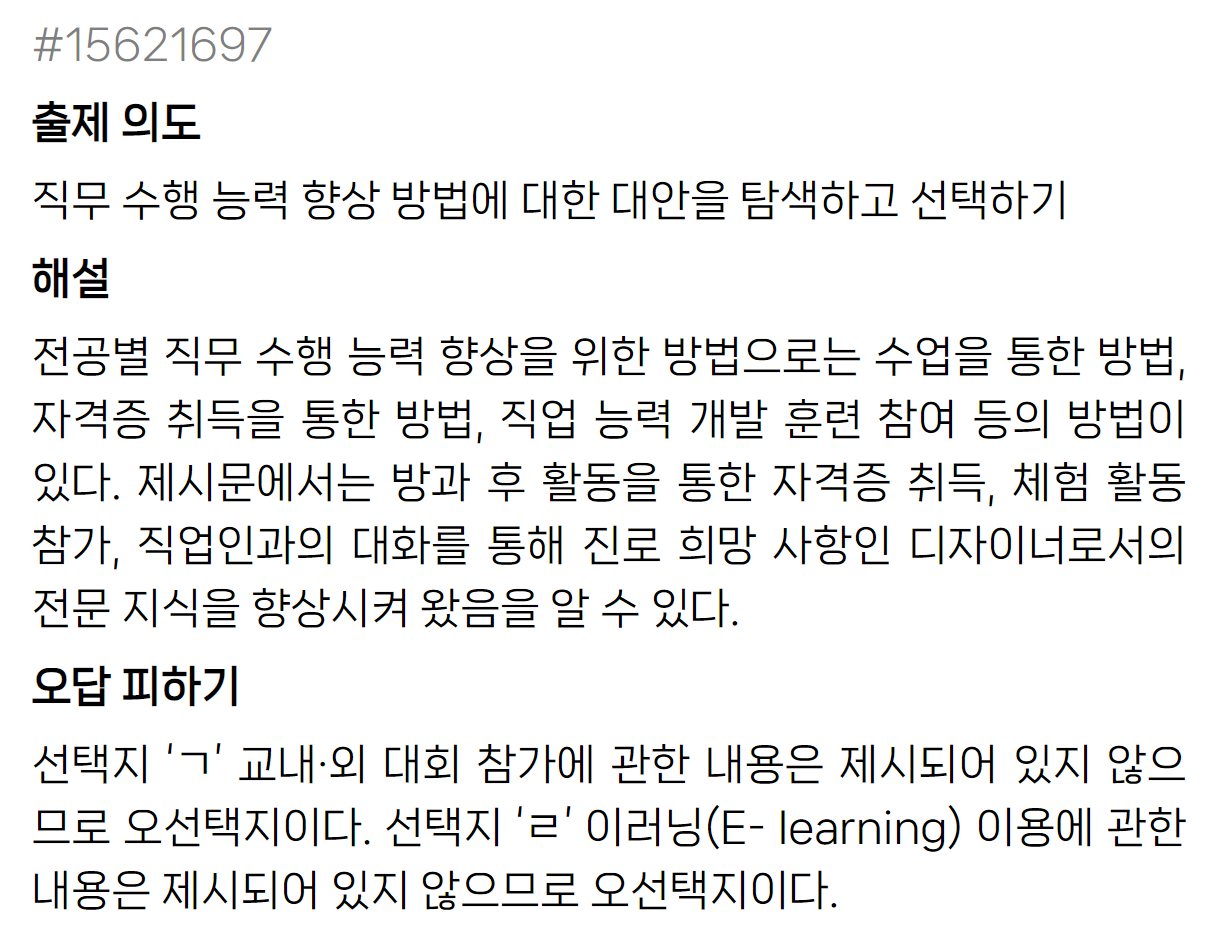 #15621697
출제 의도
직무 수행 능력 향상 방법에 대한 대안을 탐색하고 선택하기
해설
전공별 직무 수행 능력 향상을 위한 방법으로는 수업을 통한 방법,
자격증 취득을 통한 방법, 직업 능력 개발 훈련 참여 등의 방법이
있다. 제시문에서는 방과 후 활동을 통한 자격증 취득, 체험 활동
참가, 직업인과의 대화를 통해 진로 희망 사항인 디자이너로서의
전문 지식을 향상시켜 왔음을 알 수 있다.
오답 피하기
선택지 ‘ㄱ’ 교내·외 대회 참가에 관한 내용은 제시되어 있지 않으
므로 오선택지이다. 선택지 ‘ㄹ’ 이러닝(E- learning) 이용에 관한
내용은 제시되어 있지 않으므로 오선택지이다.